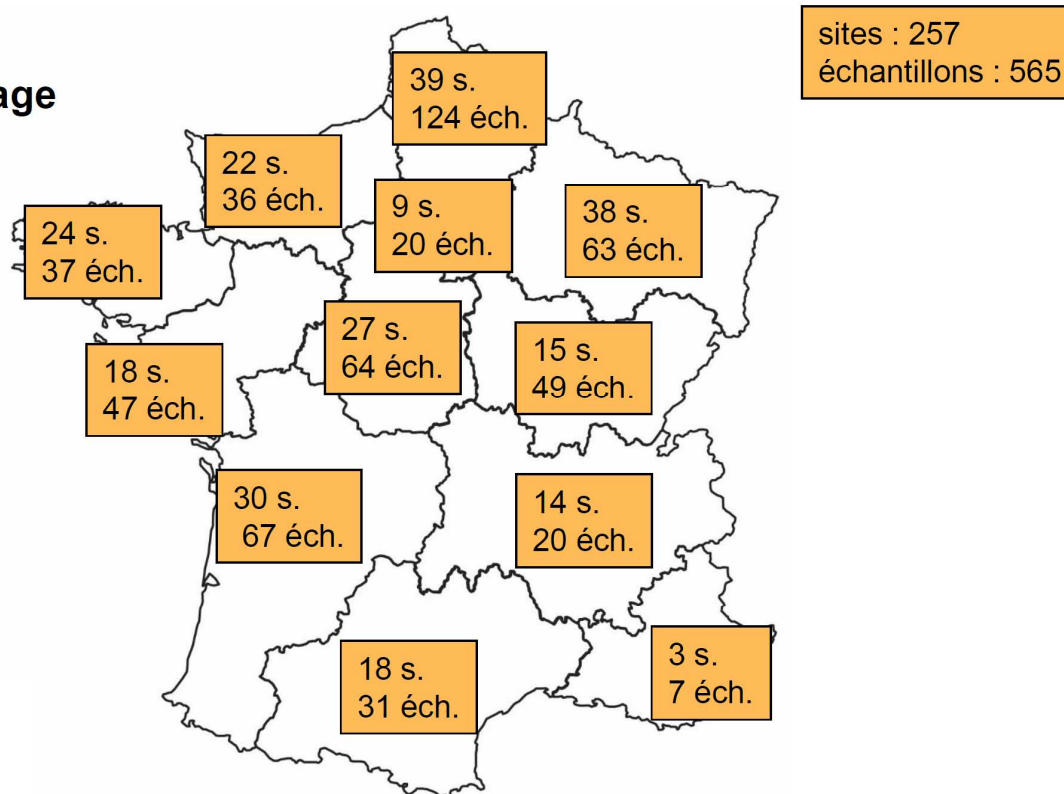 age
sites : 257
échantillons : 565
39 s.
124 éch.
22 s.
36 éch.
9 s.
20 éch.
38 s.
63 éch.
24 s.
37 éch.
27 s.
64 éch.
15 s.
49 éch.
18 s.
47 éch.
30 s.
67 éch.
14 s.
20 éch.
18 s.
31 éch.
3 s.
7 éch.